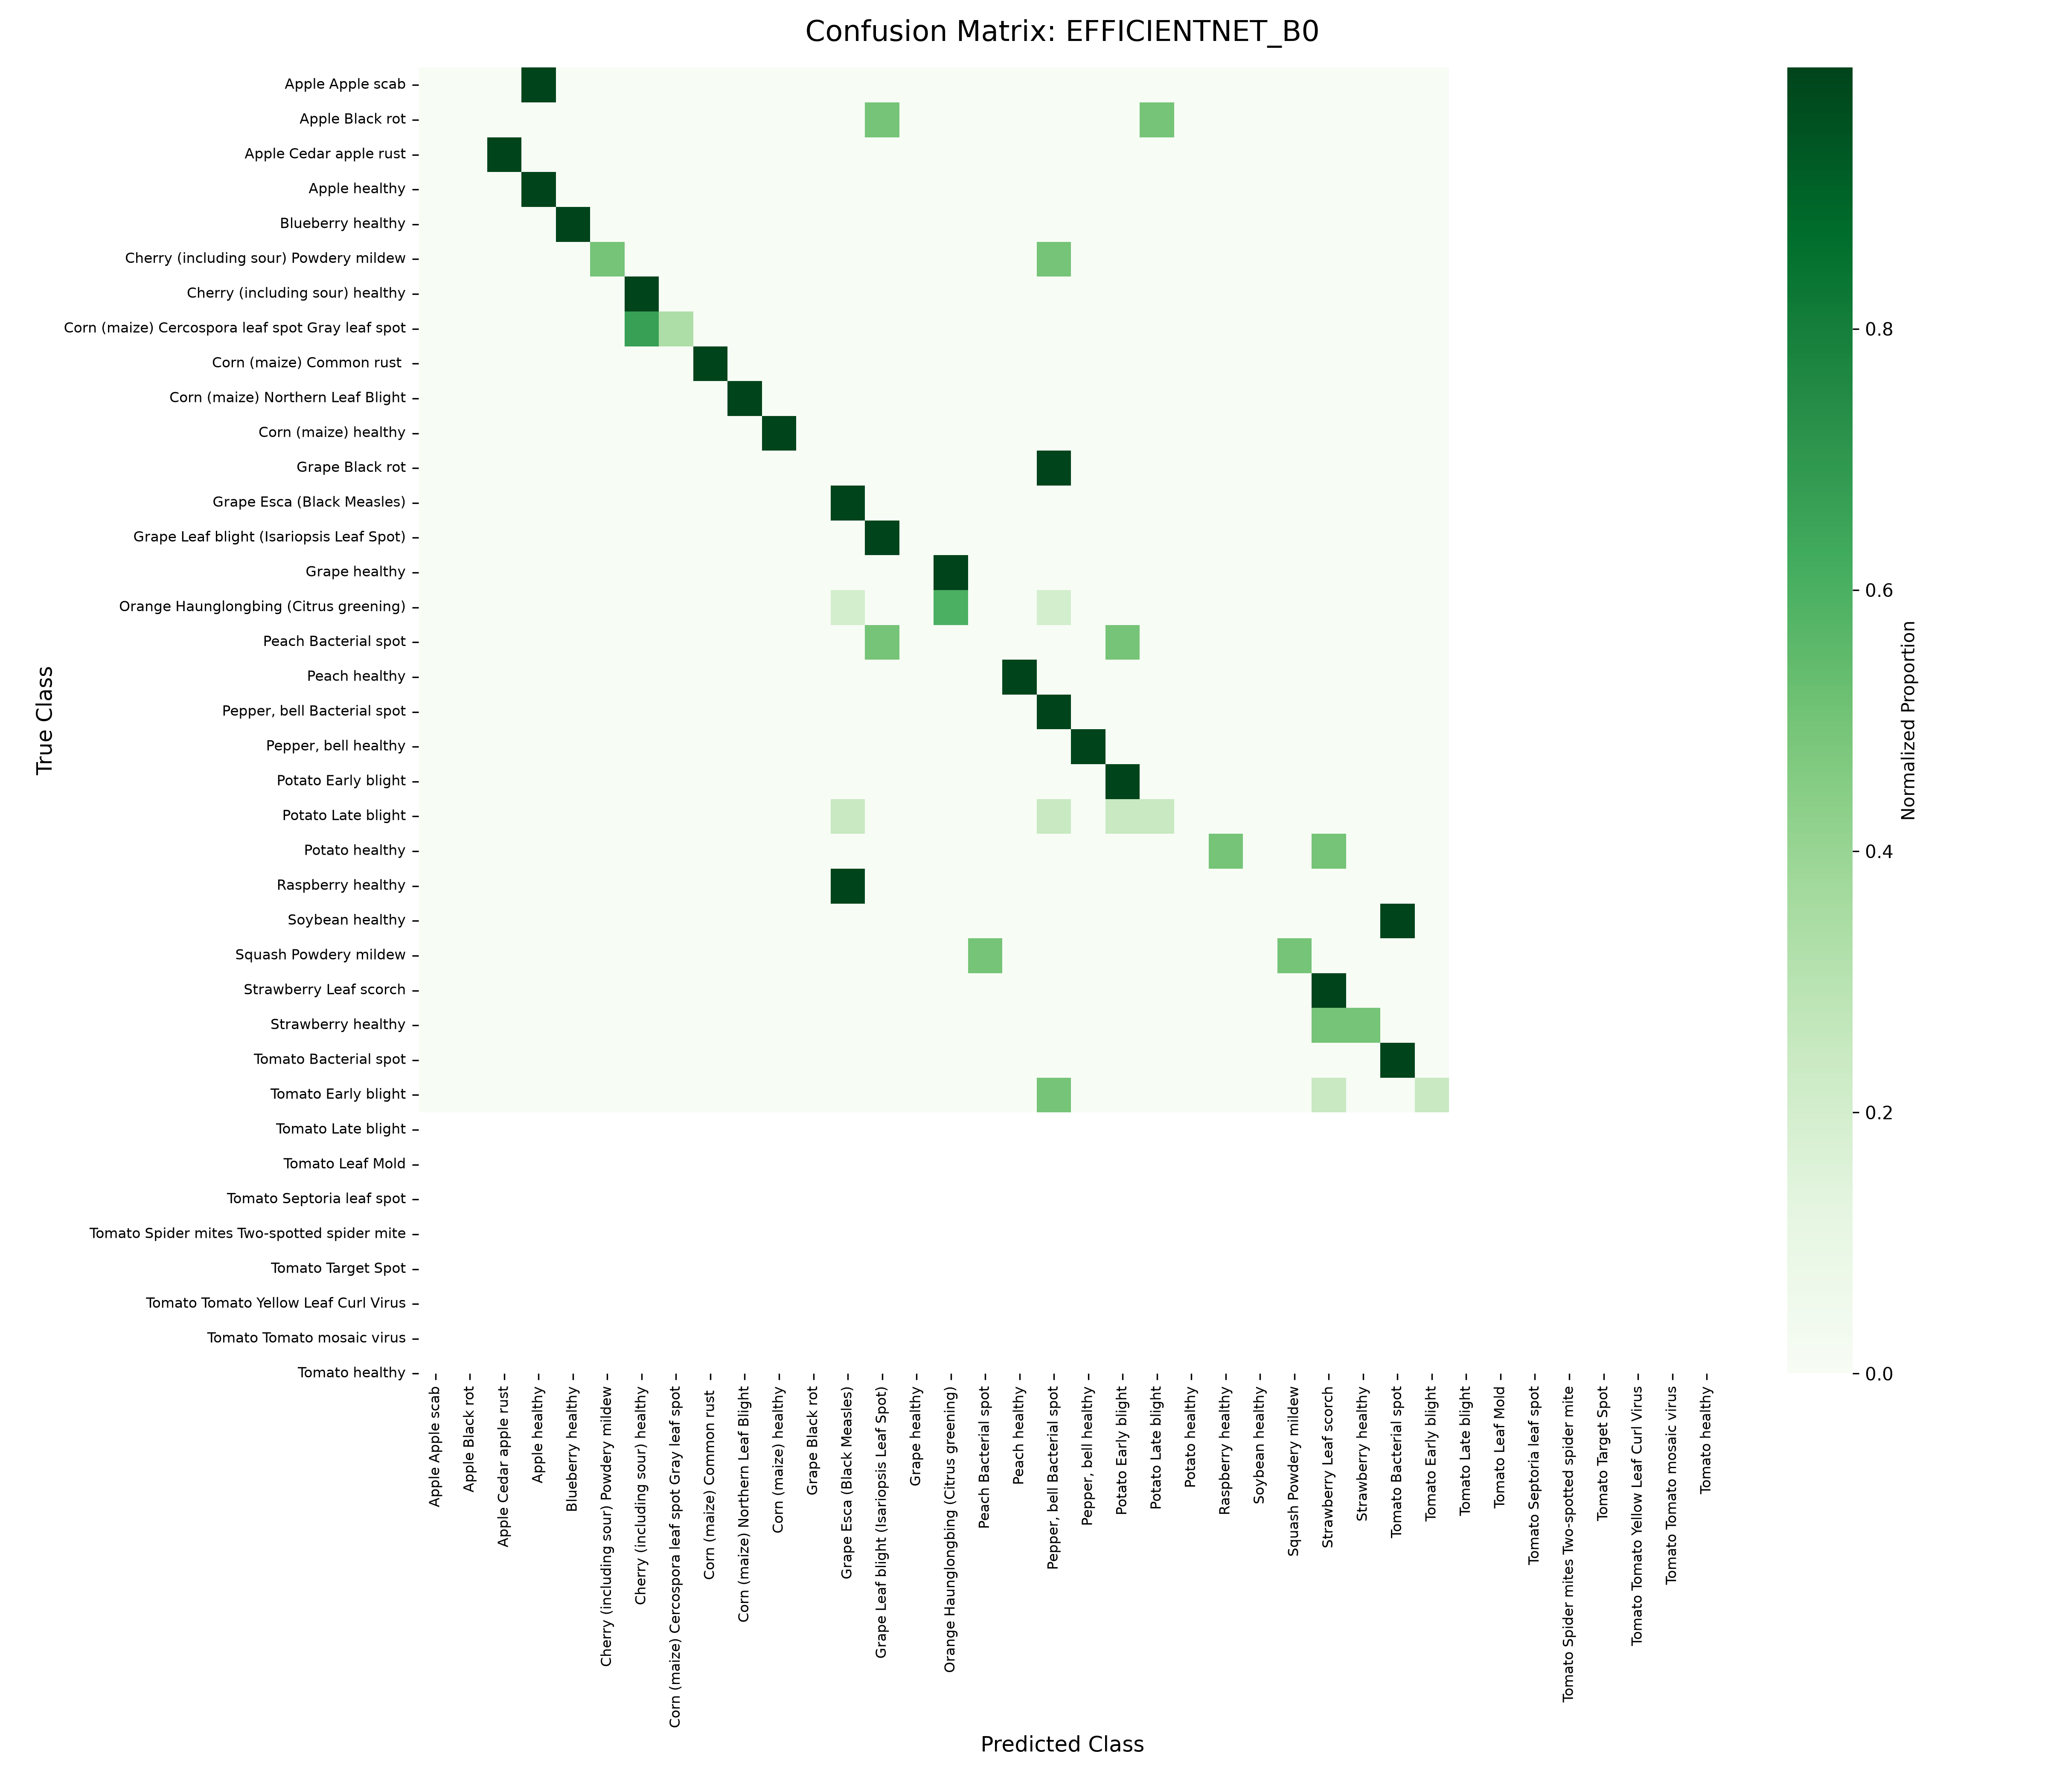 Confusion Matrix: EFFICIENTNET_B0
True Class
Apple Apple scab
Apple Black rot
Apple Cedar apple rust
Apple healthy
Blueberry healthy
Cherry (including sour) Powdery mildew
Cherry (including sour) healthy
Corn (maize) Cercospora leaf spot Gray leaf spot
Corn (maize) Common rust
Corn (maize) Northern Leaf Blight
Corn (maize) healthy
Grape Black rot
Grape Esca (Black Measles)
Grape Leaf blight (Isariopsis Leaf Spot)
Grape healthy
Orange Haunglongbing (Citrus greening)
Peach Bacterial spot
Peach healthy
Pepper, bell Bacterial spot
Pepper, bell healthy
Potato Early blight
Potato Late blight
Potato healthy
Raspberry healthy
Soybean healthy
Squash Powdery mildew
Strawberry Leaf scorch
Strawberry healthy
Tomato Bacterial spot
Tomato Early blight
Tomato Late blight
Tomato Leaf Mold
Tomato Septoria leaf spot
Tomato Spider mites Two-spotted spider mite
Tomato Target Spot
Tomato Tomato Yellow Leaf Curl Virus
Tomato Tomato mosaic virus
Tomato healthy
Apple Apple scab
Apple Black rot
Apple Cedar apple rust
Apple healthy
Blueberry healthy
Cherry (including sour) Powdery mildew
Cherry (including sour) healthy
Corn (maize) Cercospora leaf spot Gray leaf spot
Corn (maize) Common rust
Corn (maize) Northern Leaf Blight
Corn (maize) healthy
Grape Black rot
Grape Esca (Black Measles)
Grape Leaf blight (Isariopsis Leaf Spot)
Grape healthy
Orange Haunglongbing (Citrus greening)
Peach Bacterial spot
Peach healthy
Pepper, bell Bacterial spot
Pepper, bell healthy
Potato Early blight
Potato Late blight
Potato healthy
Raspberry healthy
Soybean healthy
Squash Powdery mildew
Strawberry Leaf scorch
Strawberry healthy
Tomato Bacterial spot
Tomato Early blight
Tomato Late blight
Tomato Leaf Mold
Tomato Septoria leaf spot
Tomato Spider mites Two-spotted spider mite
Tomato Target Spot
Tomato Tomato Yellow Leaf Curl Virus
Tomato Tomato mosaic virus
Tomato healthy
Predicted Class
0.8
0.6
0.4
0.2
0.0
Normalized Proportion